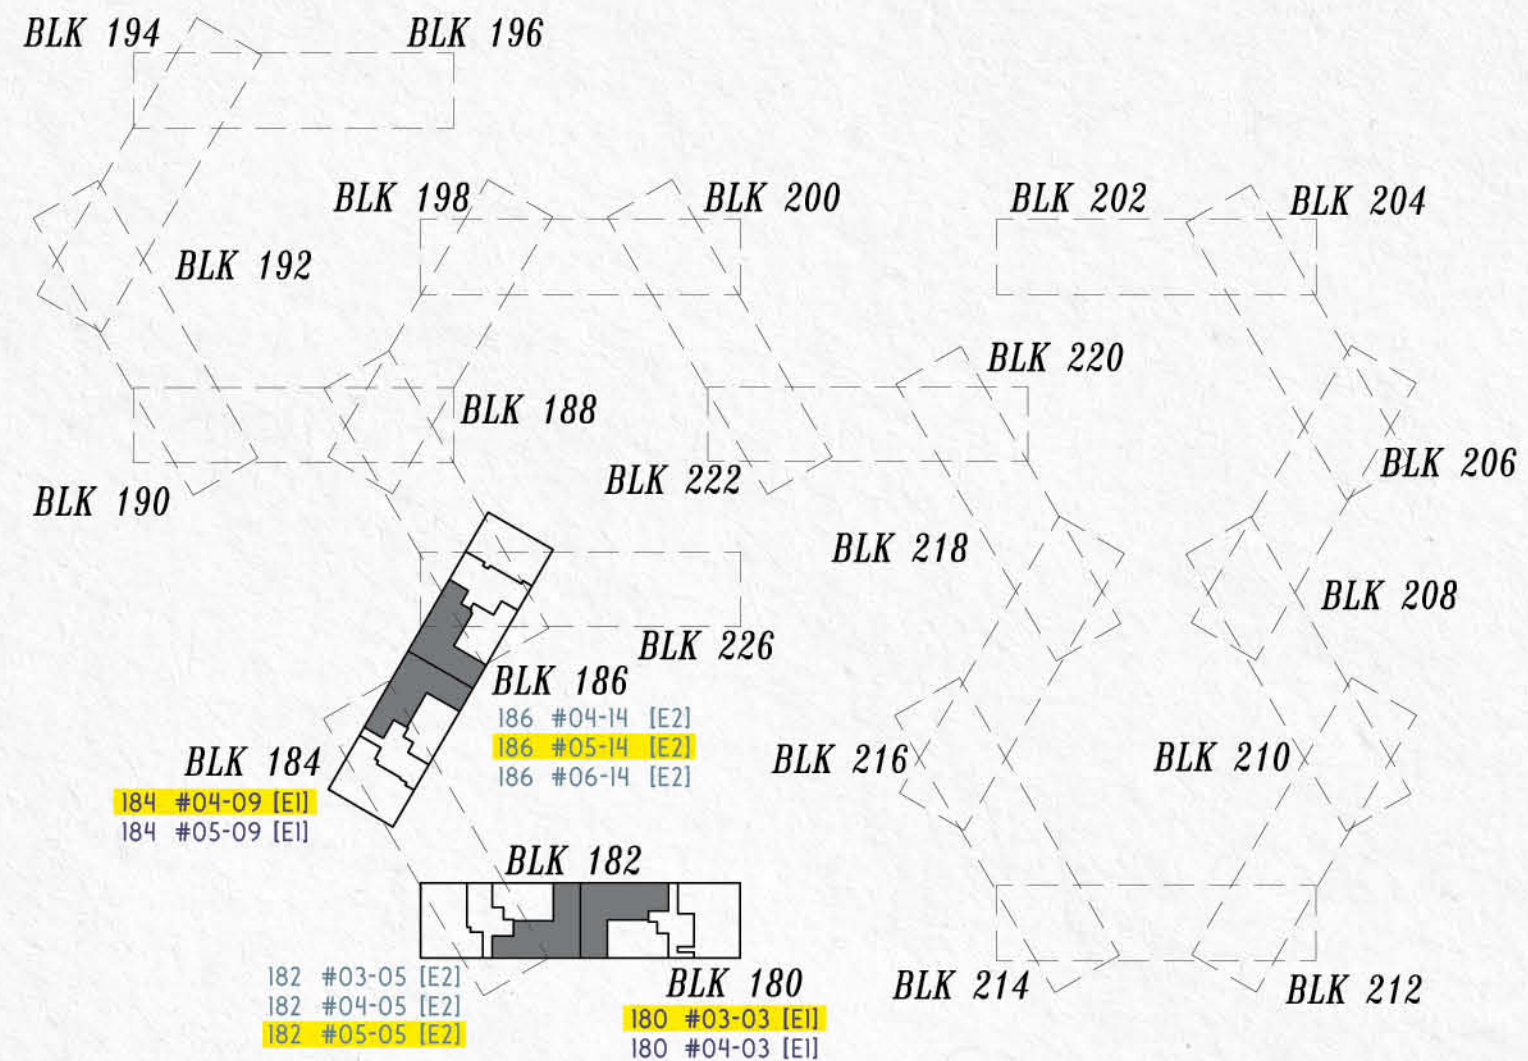 BLK 194
BLK 196
BLK 198
BLK 200
BLK 202
BLK 204
BLK 192
BLK 220
BLK 188
BLK 206
BLK 222
BLK 190
BLK 218
BLK 208
BLK 226
BLK 186
186 #04-14 [E2]
186 #05-14 [E2]
186 #06-14 [E2]
BLK 216
BLK 210
BLK 184
184 #04-09 [E1]
184 #05-09 [E1]
BLK 182
182 #03-05 [E2]
182 #04-05 [E2]
182 #05-05 [E2]
BLK 180
180 #03-03 [E1]
180 #04-03 [E1]
BLK 214
BLK 212